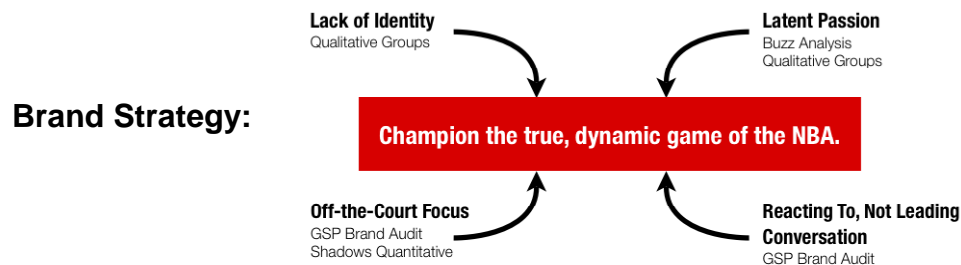 Lack of Identity
Qualitative Groups
Latent Passion
Buzz Analysis
Qualitative Groups
Brand Strategy:
Champion the true, dynamic game of the NBA.
Off-the-Court Focus
GSP Brand Audit
Shadows Quantitative
Reacting To, Not Leading
Conversation
GSP Brand Audit